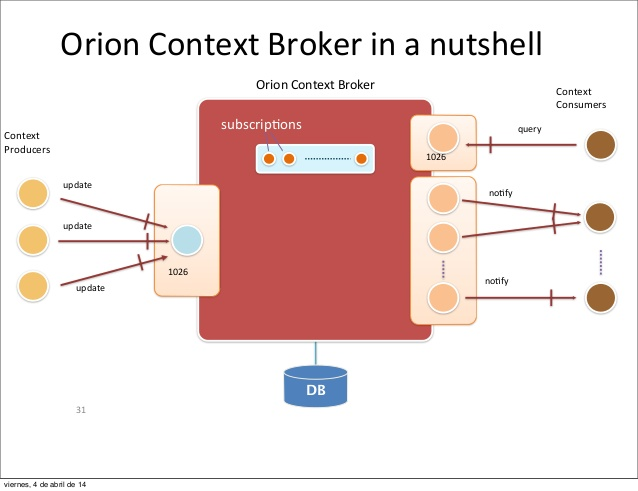 Orion Context Broker in a nutshell
Orion Context Broker
Context
Consumers
Context
Producers
subscriptions
query
1026
update
notify
update
1026
update
notify
DB
31
viernes, 4 de abril de 14